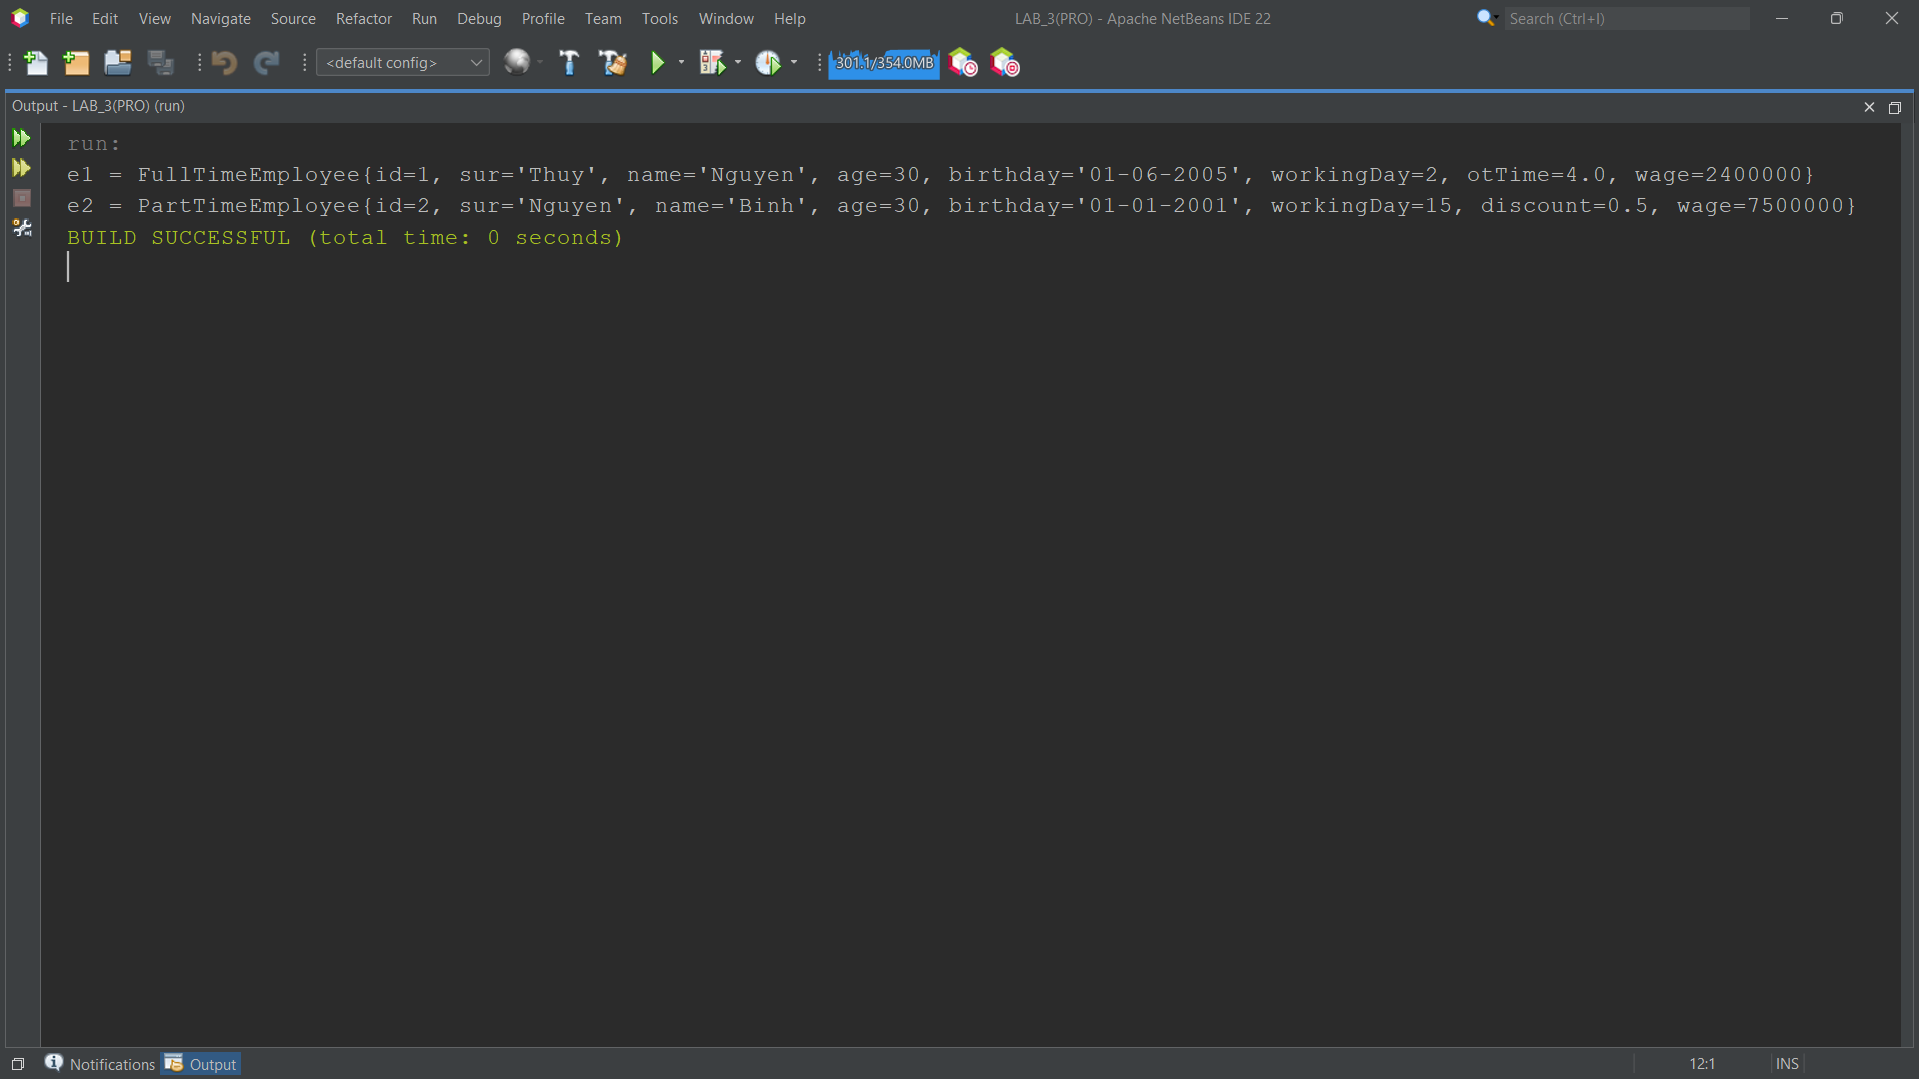 File Edit View Navigate Source Refactor Run Debug Profile Team Tools Window Help LAB_3(PRO) - Apache NetBeans IDE 22 Search (Ctrl+I)
<default config> 301.1/354.0MB
Output - LAB_3(PRO) (run)
run:
e1 = FullTimeEmployee{id=1, sur='Thuy', name='Nguyen', age=30, birthday='01-06-2005', workingDay=2, otTime=4.0, wage=2400000}
e2 = PartTimeEmployee{id=2, sur='Nguyen', name='Binh', age=30, birthday='01-01-2001', workingDay=15, discount=0.5, wage=7500000}
BUILD SUCCESSFUL (total time: 0 seconds)
Notifications Output 12:1 INS